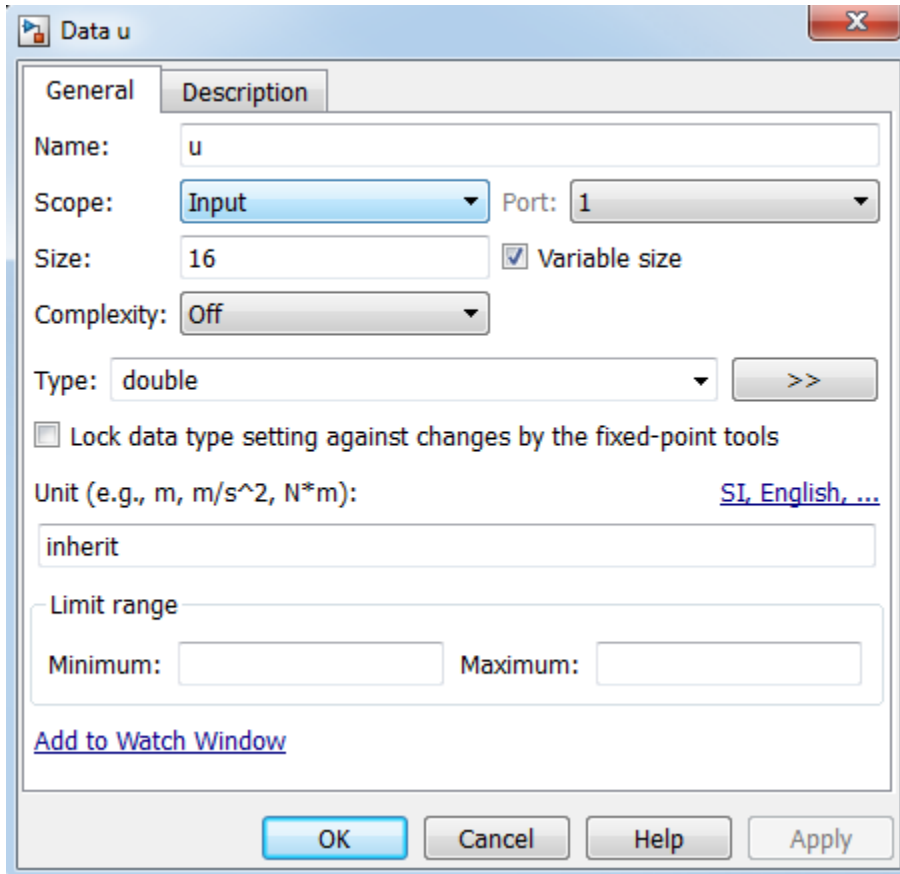 Data u
General Description
Name: u
Scope: Input Port: 1
Size: 16 Variable size
Complexity: Off
Type: double >>
Lock data type setting against changes by the fixed-point tools
Unit (e.g., m, m/s^2, N*m): SI, English, ...
inherit
Limit range
Minimum: Maximum:
Add to Watch Window
OK Cancel Help Apply